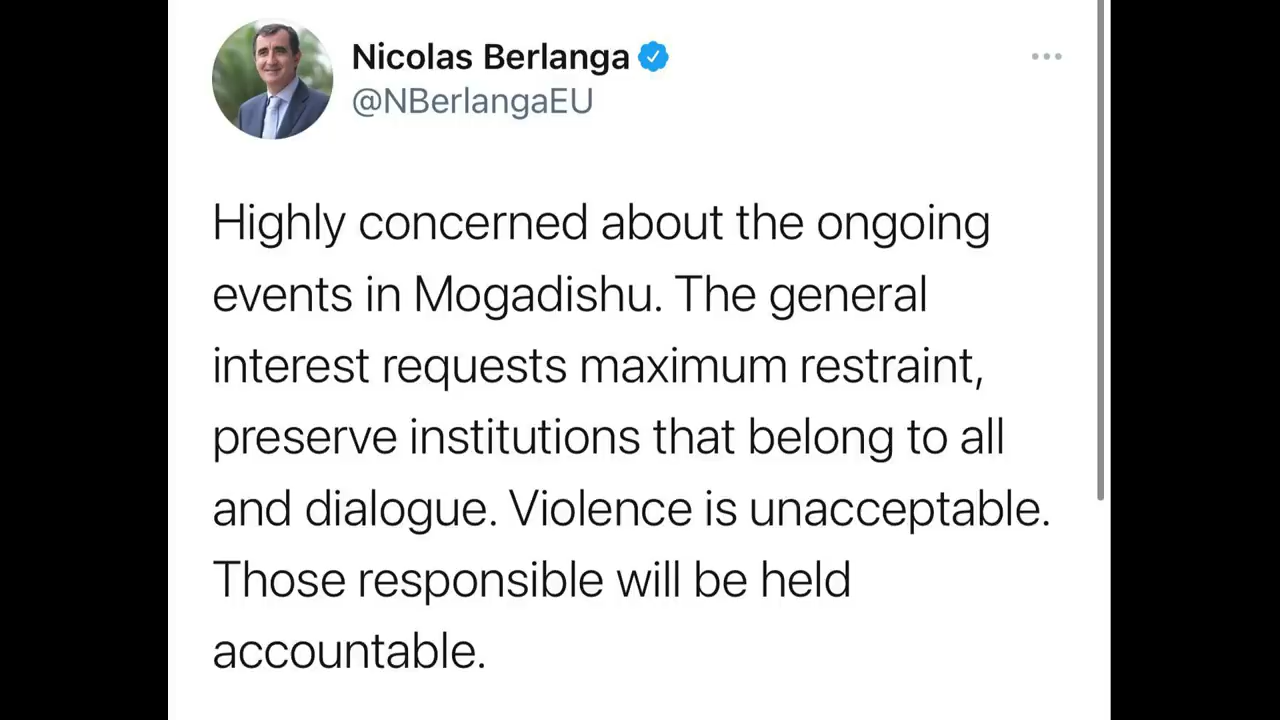 Nicolas Berlanga
@NBerlangaEU
Highly concerned about the ongoing
events in Mogadishu. The general
interest requests maximum restraint,
preserve institutions that belong to all
and dialogue. Violence is unacceptable.
Those responsible will be held
accountable.